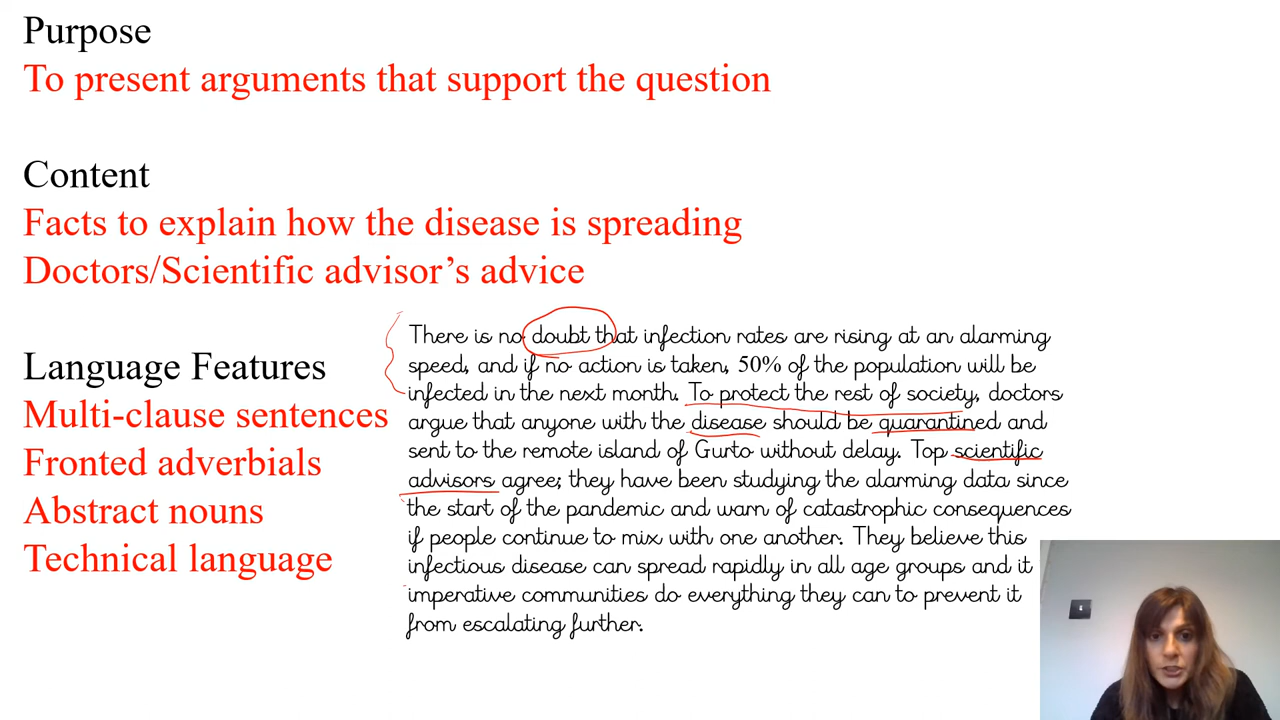 Purpose
To present arguments that support the question
Content
Facts to explain how the disease is spreading
Doctors/Scientific advisor's advice
Language Features
Multi-clause sentences
Fronted adverbials
Abstract nouns
Technical language
There is no doubt that infection rates are rising at an alarming
speed, and if no action is taken, 50% of the population will be
infected in the next month. To protect the rest of society, doctors
argue that anyone with the disease should be quarantined and
sent to the remote island of Gurto without delay. Top scientific
advisors agree; they have been studying the alarming data since
the start of the pandemic and warn of catastrophic consequences
if people continue to mix with one another. They believe this
infectious disease can spread rapidly in all age groups and it
imperative communities do everything they can to prevent it
from escalating further.